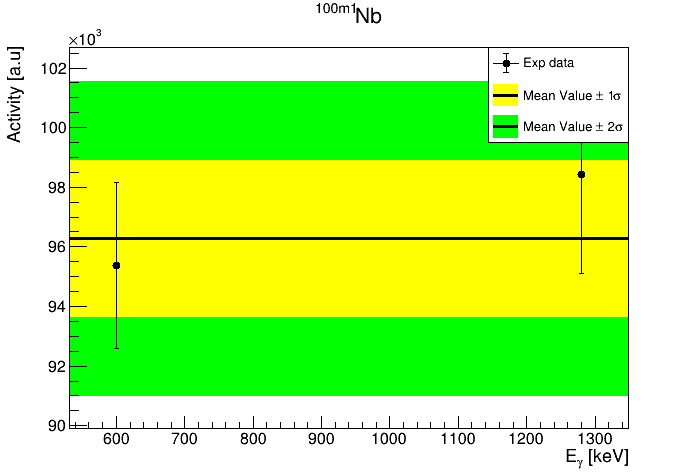 100m1Nb
×10³
Activity [a.u]
Exp data
Mean Value ± 1σ
Mean Value ± 2σ
102
100
98
96
94
92
90
600 700 800 900 1000 1100 1200 1300
Eγ [keV]